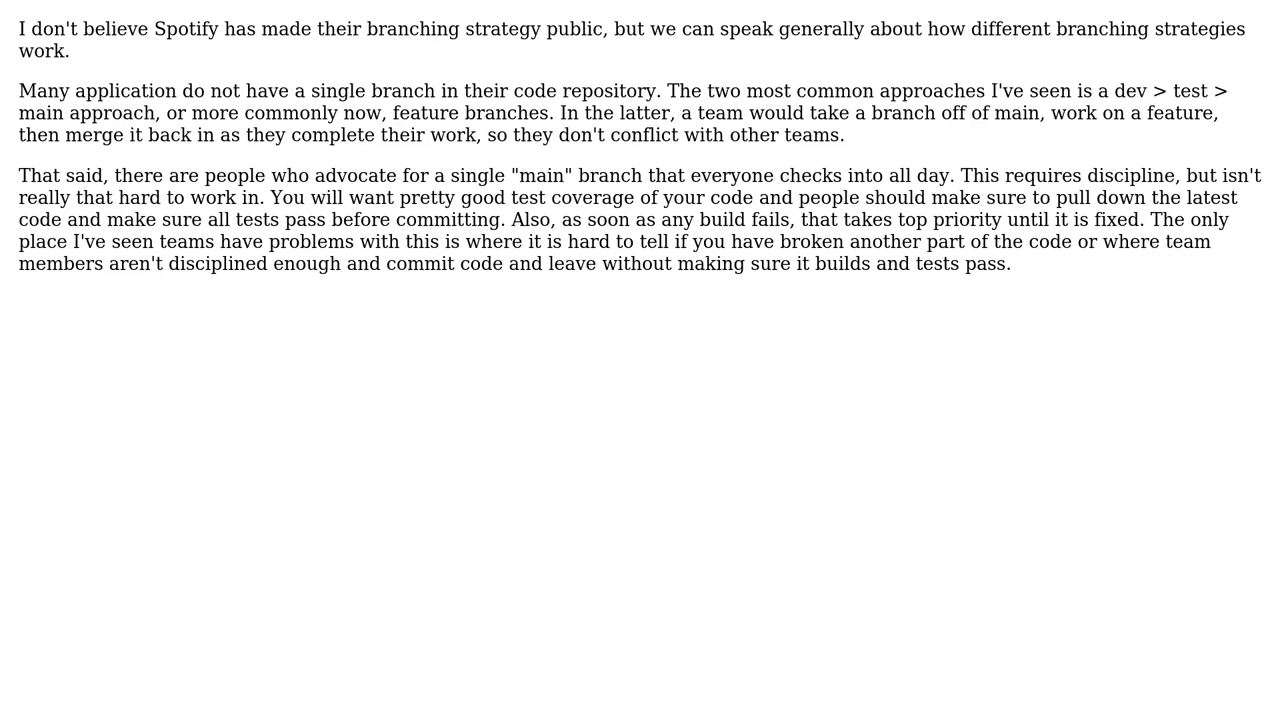 I don't believe Spotify has made their branching strategy public, but we can speak generally about how different branching strategies
work.
Many application do not have a single branch in their code repository. The two most common approaches I've seen is a dev > test >
main approach, or more commonly now, feature branches. In the latter, a team would take a branch off of main, work on a feature,
then merge it back in as they complete their work, so they don't conflict with other teams.
That said, there are people who advocate for a single "main" branch that everyone checks into all day. This requires discipline, but isn't
really that hard to work in. You will want pretty good test coverage of your code and people should make sure to pull down the latest
code and make sure all tests pass before committing. Also, as soon as any build fails, that takes top priority until it is fixed. The only
place I've seen teams have problems with this is where it is hard to tell if you have broken another part of the code or where team
members aren't disciplined enough and commit code and leave without making sure it builds and tests pass.